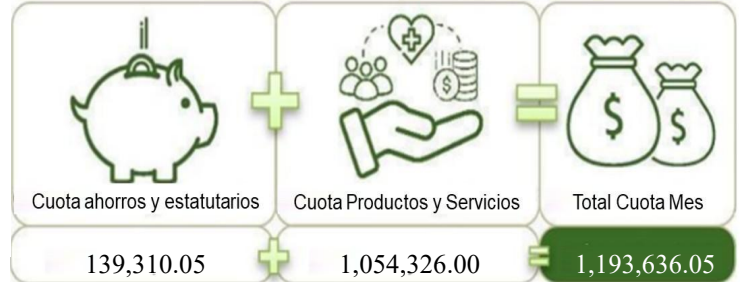 Cuota ahorros y estatutarios
Cuota Productos y Servicios
Total Cuota Mes
139,310.05
1,054,326.00
1,193,636.05